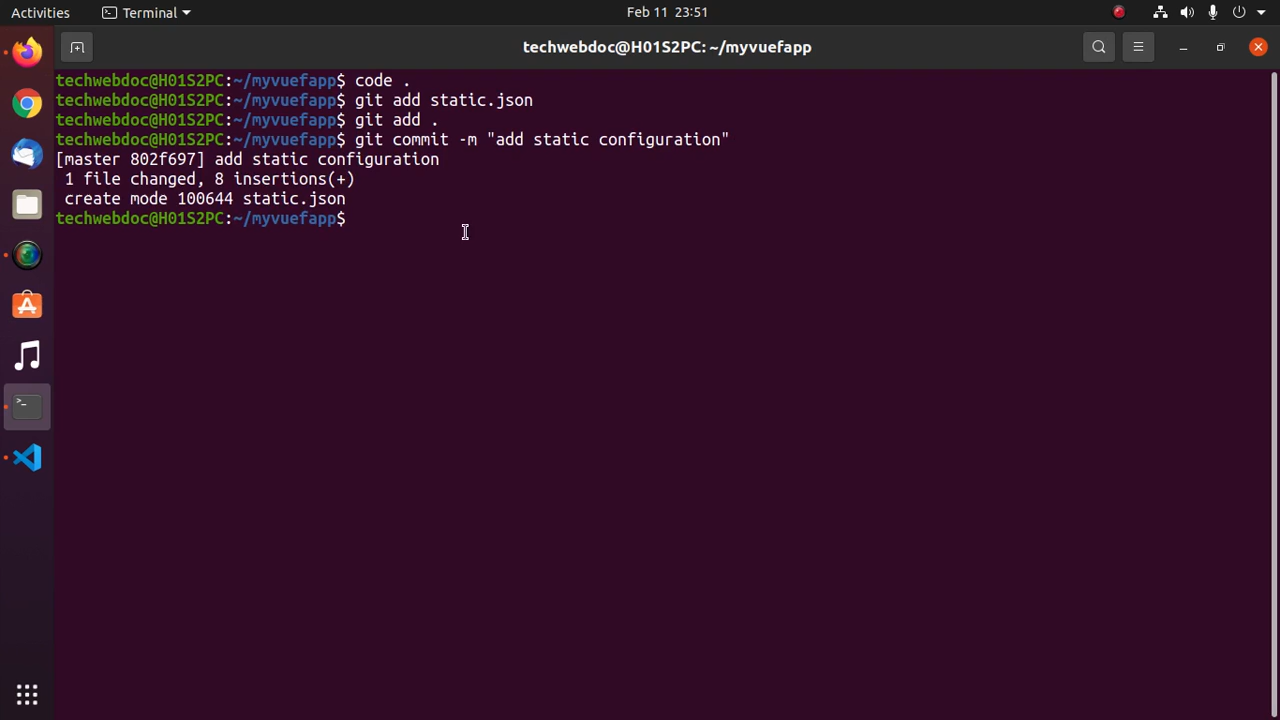 Activities Terminal Feb 11 23:51
techwebdoc@H01S2PC: ~/myvuefapp
techwebdoc@H01S2PC:~/myvuefapp$ code .
techwebdoc@H01S2PC:~/myvuefapp$ git add static.json
techwebdoc@H01S2PC:~/myvuefapp$ git add .
techwebdoc@H01S2PC:~/myvuefapp$ git commit -m "add static configuration"
[master 802f697] add static configuration
 1 file changed, 8 insertions(+)
 create mode 100644 static.json
techwebdoc@H01S2PC:~/myvuefapp$